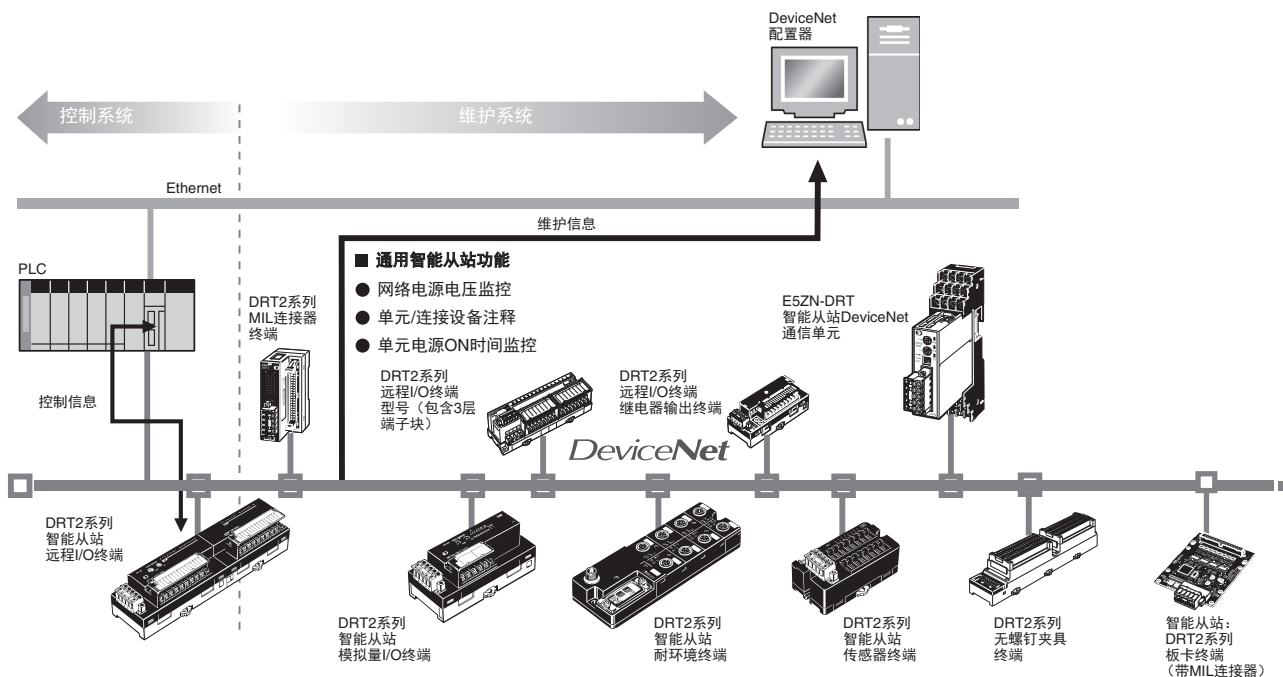 DeviceNet
配置器
控制系统
维护系统
Ethernet
维护信息
■ 通用智能从站功能
● 网络电源电压监控
● 单元/连接设备注释
● 单元电源ON时间监控
PLC
DRT2系列
MIL连接器
终端
E5ZN-DRT
智能从站DeviceNet
通信单元
控制信息
DRT2系列
远程I/O终端
型号（包含3层
端子块）
DRT2系列
远程I/O终端
继电器输出终端
DeviceNet
DRT2系列
智能从站
远程I/O终端
DRT2系列
智能从站
模拟量I/O终端
DRT2系列
智能从站
耐环境终端
DRT2系列
智能从站
传感器终端
DRT2系列
无螺钉夹具
终端
智能从站：
DRT2系列
板卡终端
（带MIL连接器）